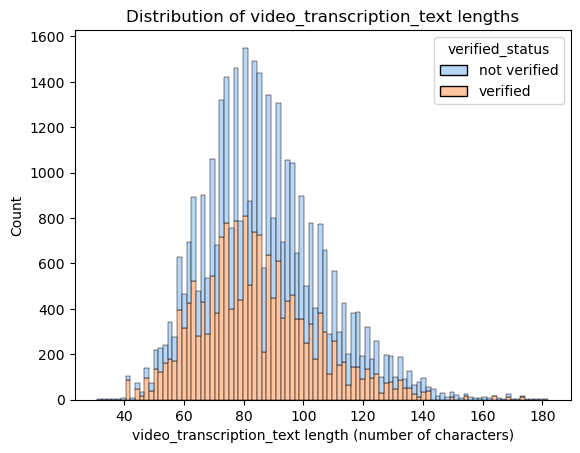 Distribution of video_transcription_text lengths
1600
1400
1200
1000
800
600
400
200
0
Count
verified_status
not verified
verified
40 60 80 100 120 140 160 180
video_transcription_text length (number of characters)